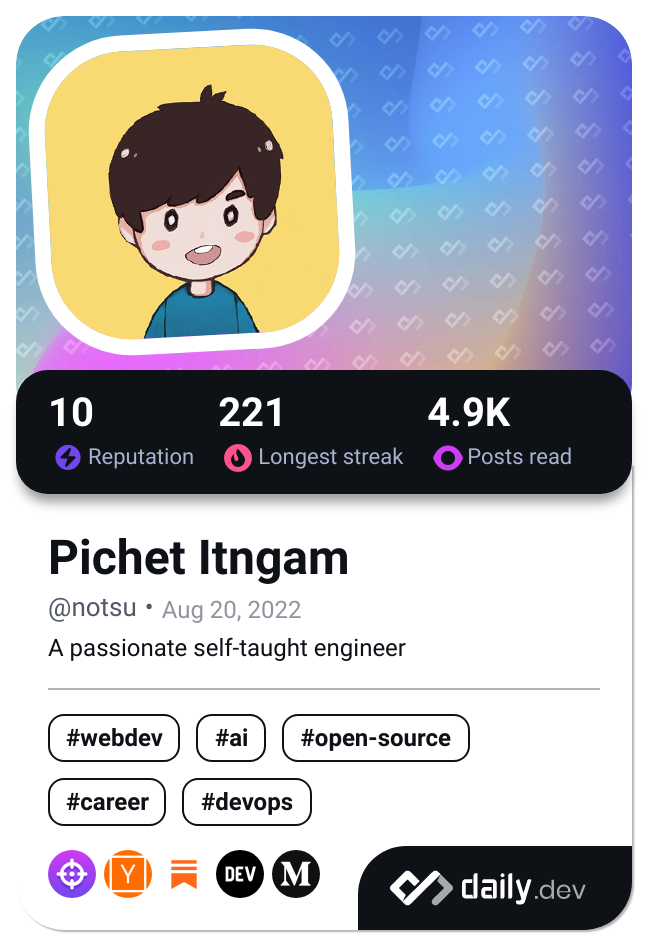 10 221 4.9K
Reputation Longest streak Posts read
Pichet Itngam
@notsu • Aug 20, 2022
A passionate self-taught engineer
#webdev #ai #open-source
#career #devops
Y DEV M
daily.dev